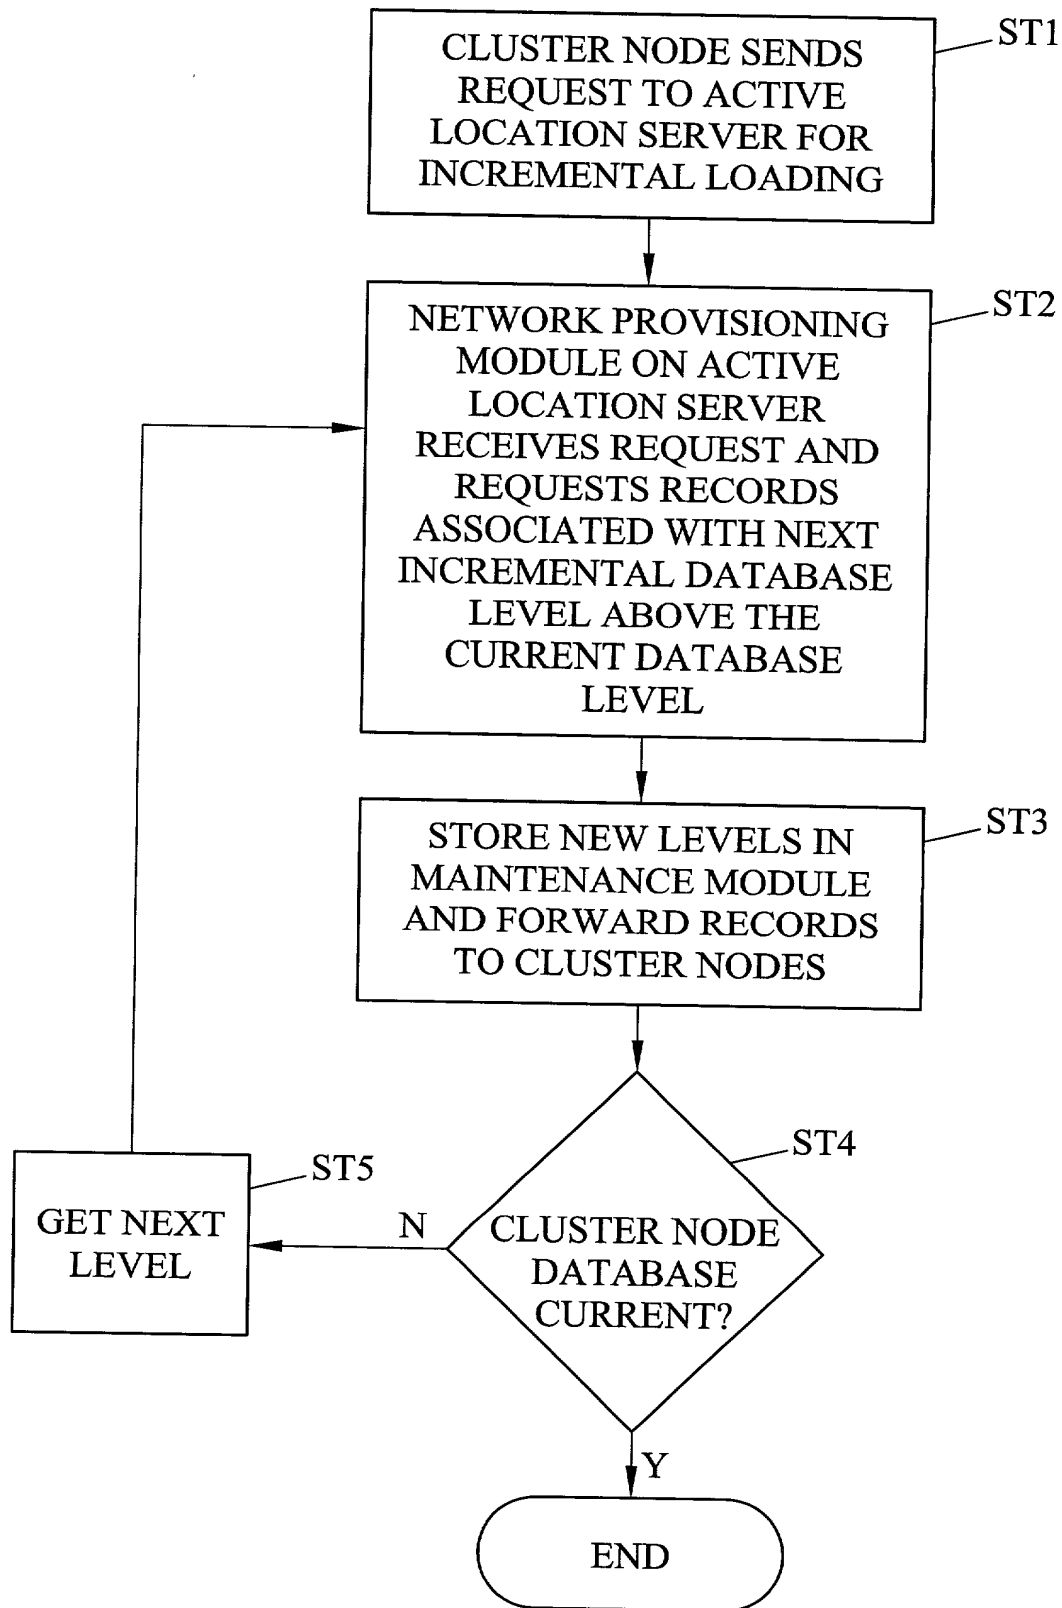 CLUSTER NODE SENDS
REQUEST TO ACTIVE
LOCATION SERVER FOR
INCREMENTAL LOADING
ST1
NETWORK PROVISIONING
MODULE ON ACTIVE
LOCATION SERVER
RECEIVES REQUEST AND
REQUESTS RECORDS
ASSOCIATED WITH NEXT
INCREMENTAL DATABASE
LEVEL ABOVE THE
CURRENT DATABASE
LEVEL
ST2
STORE NEW LEVELS IN
MAINTENANCE MODULE
AND FORWARD RECORDS
TO CLUSTER NODES
ST3
CLUSTER NODE
DATABASE
CURRENT?
ST4
N
GET NEXT
LEVEL
ST5
Y
END